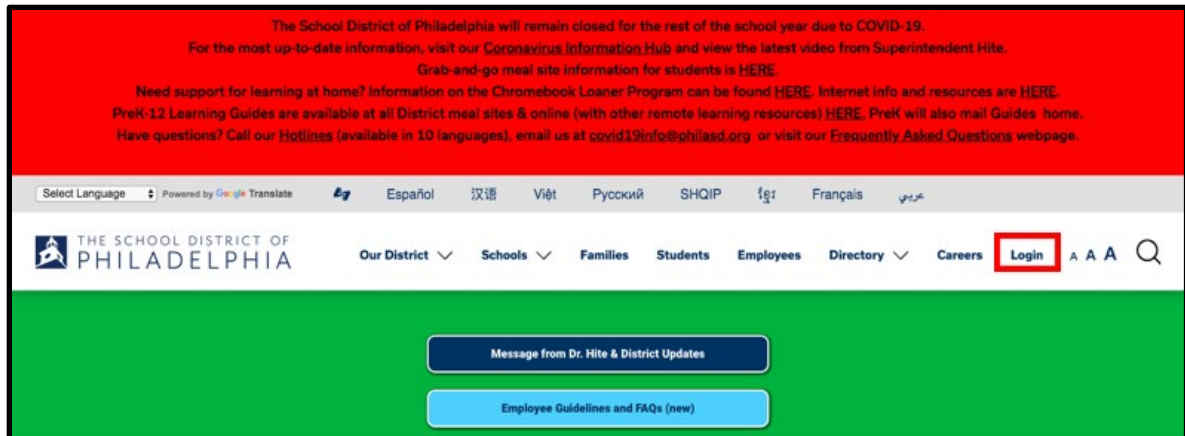 The School District of Philadelphia will remain closed for the rest of the school year due to COVID-19.
For the most up-to-date information, visit our Coronavirus Information Hub and view the latest video from Superintendent Hite.
Grab-and-go meal site information for students is HERE.
Need support for learning at home? Information on the Chromebook Loaner Program can be found HERE. Internet info and resources are HERE.
PreK-12 Learning Guides are available at all District meal sites & online (with other remote learning resources) HERE. PreK will also mail Guides home.
Have questions? Call our Hotlines (available in 10 languages), email us at covid19info@philasd.org or visit our Frequently Asked Questions webpage.
Select Language Powered by Google Translate Español 汉语 Việt Русский SHQIP ខ្មែរ Français عربي
THE SCHOOL DISTRICT OF
PHILADELPHIA
Our District Schools Families Students Employees Directory Careers Login A A A
Message from Dr. Hite & District Updates
Employee Guidelines and FAQs (new)